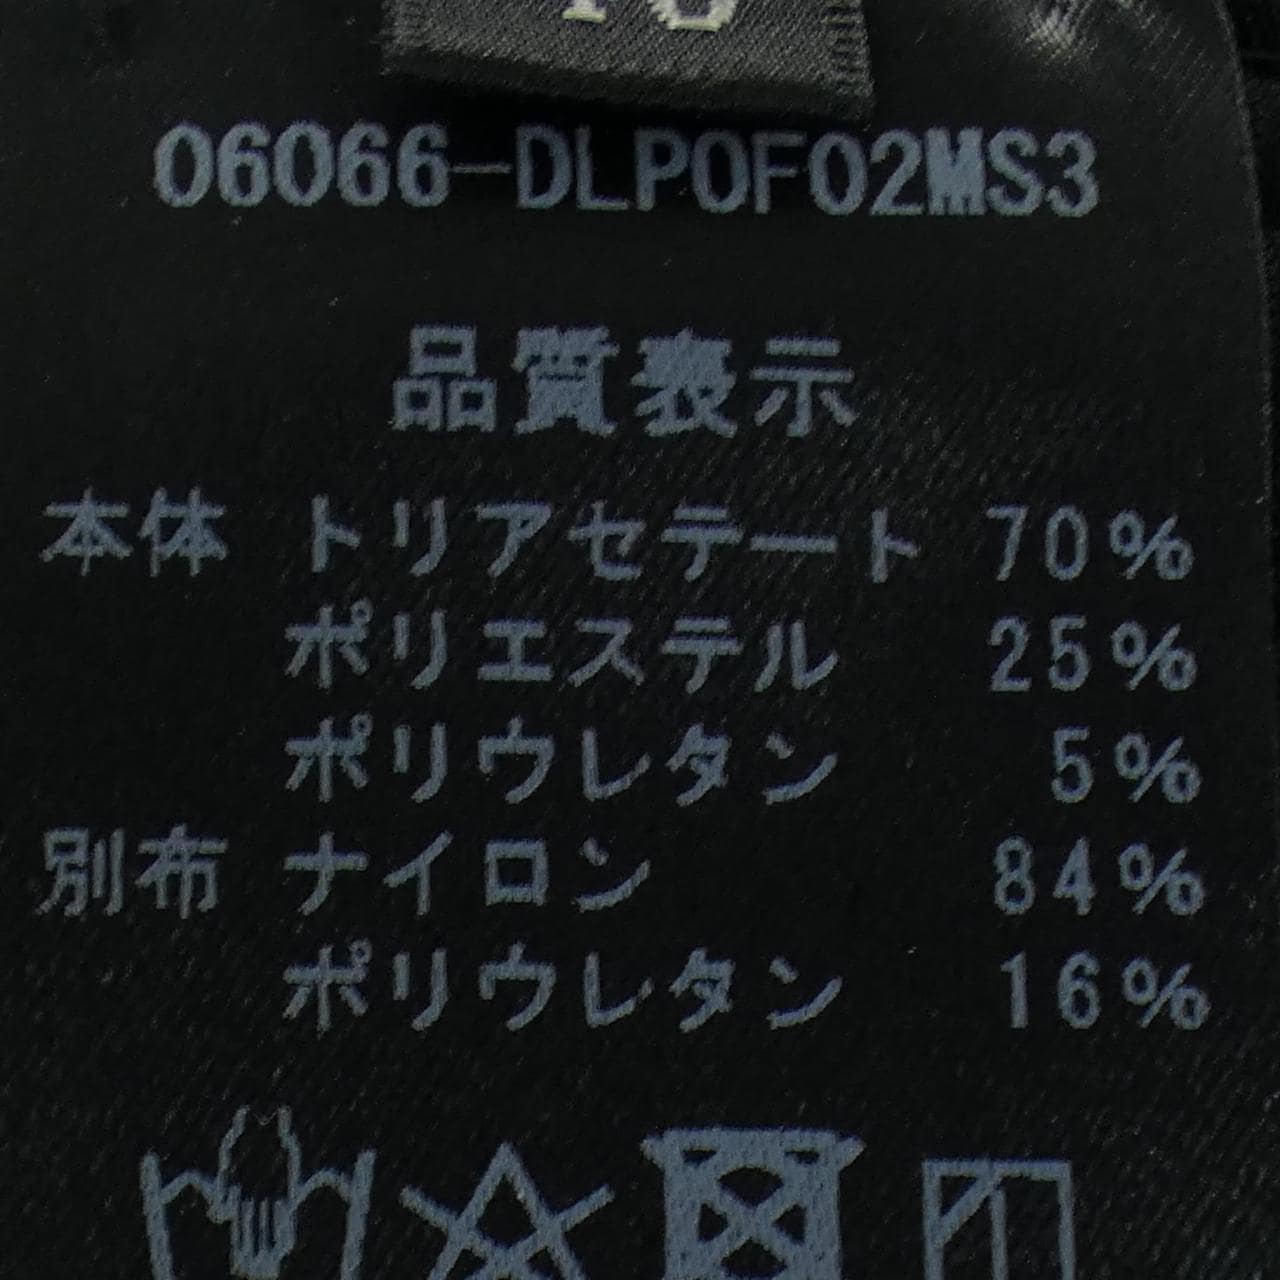 06066-DLP0F02MS3
品質表示
本体 トリアセテート 70%
ポリエステル 25%
ポリウレタン 5%
別布 ナイロン 84%
ポリウレタン 16%